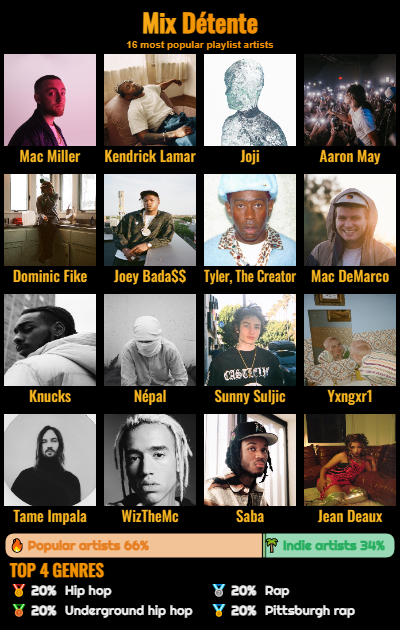 Mix Détente
16 most popular playlist artists
Mac Miller Kendrick Lamar Joji Aaron May
Dominic Fike Joey Bada$$ Tyler, The Creator Mac DeMarco
Knucks Népal Sunny Suljic Yxngxr1
Tame Impala WizTheMc Saba Jean Deaux
Popular artists 66% Indie artists 34%
TOP 4 GENRES
20% Hip hop 20% Rap
20% Underground hip hop 20% Pittsburgh rap